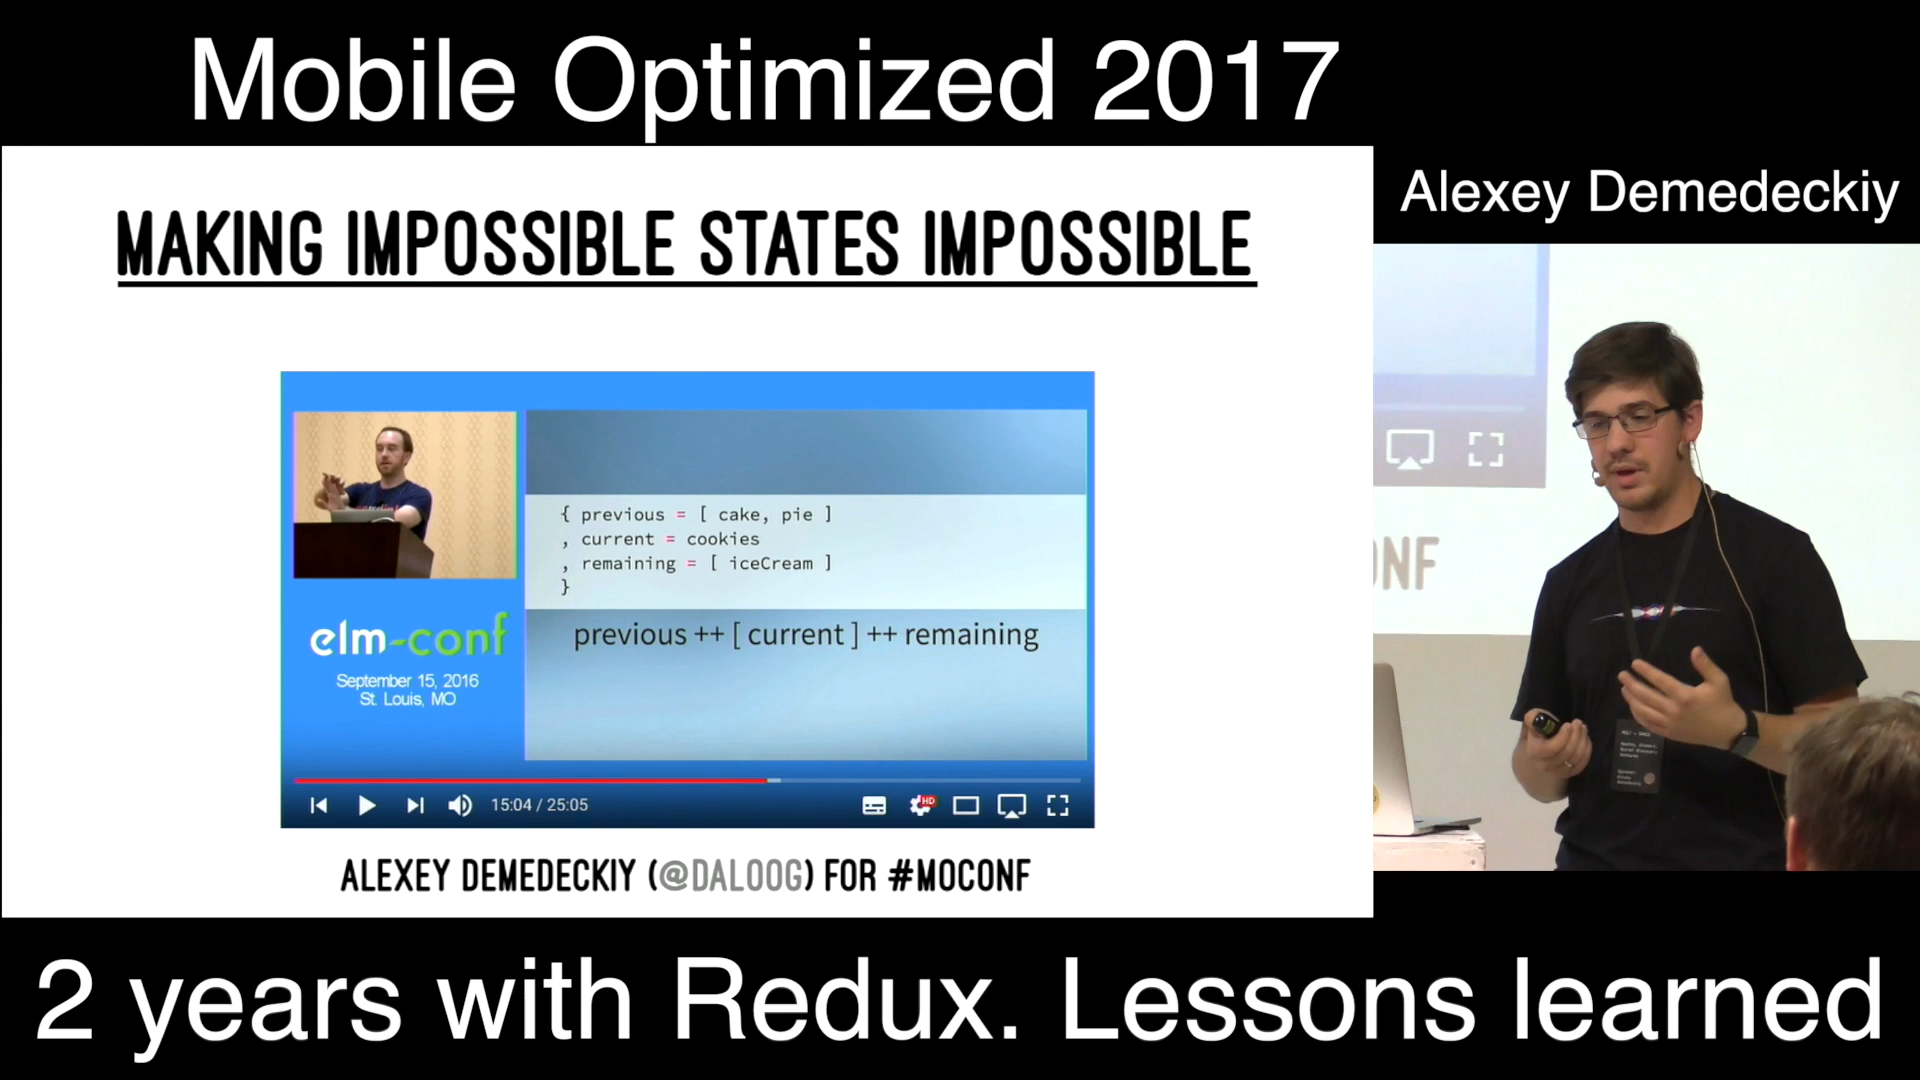 Mobile Optimized 2017
Alexey Demedeckiy
MAKING IMPOSSIBLE STATES IMPOSSIBLE
{ previous = [ cake, pie ]
, current = cookies
, remaining = [ iceCream ]
}
previous ++ [ current ] ++ remaining
elm-conf
September 15, 2016
St. Louis, MO
15:04 / 25:05
HD
ALEXEY DEMEDECKIY (@DALOOG) FOR #MOCONF
NF
2 years with Redux. Lessons learned